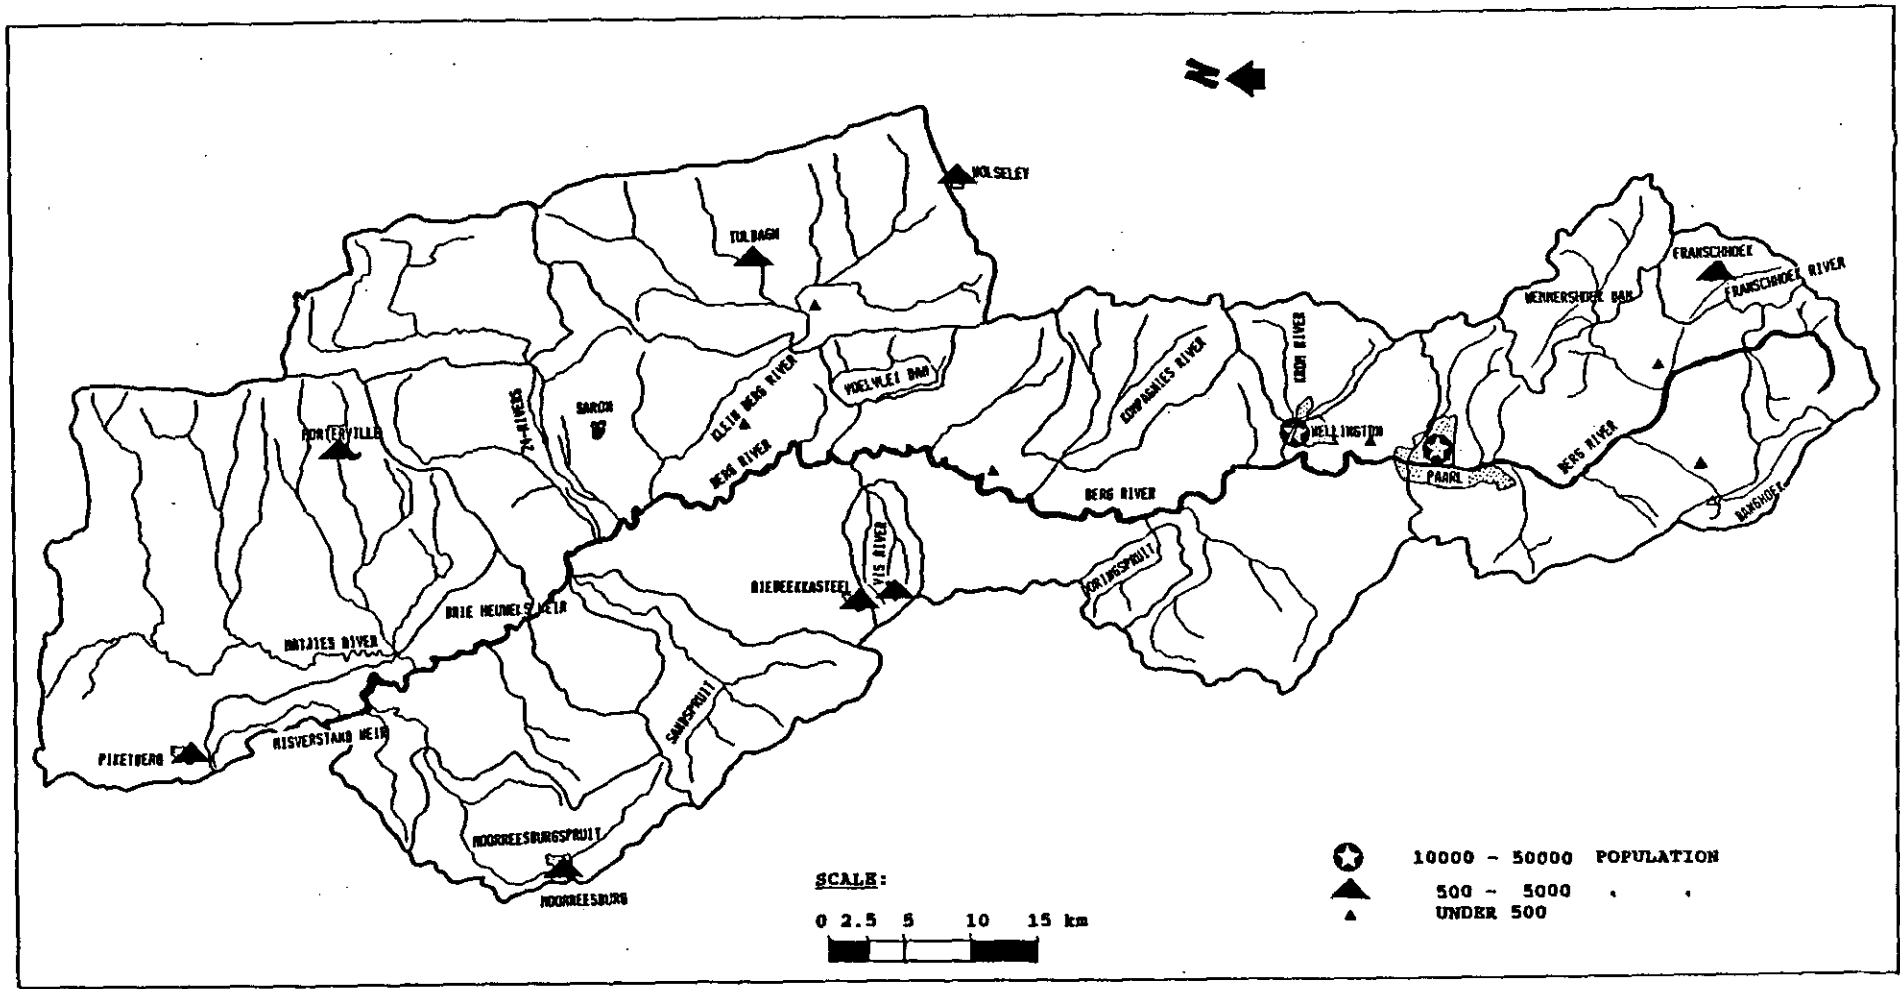 N
WOLSELEY
TULBAGH
FRANSCHHOEK
FRANSCHHOEK RIVER
WEMMERSHOEK DAM
KROM RIVER
VOELVLEI DAM
KOMPAGNIES RIVER
KLEIN BERG RIVER
24-RIVERS
SARON
PORTERVILLE
WELLINGTON
BERG RIVER
BERG RIVER
BERG RIVER
PAARL
BANGHOEK
VIS RIVER
DORINGSPRUIT
RIEBEEKKASTEEL
DRIE HEUWELS WEIR
MATJIES RIVER
SANDSPRUIT
MISVERSTAND WEIR
PIKETBERG
MOORREESBURGSPRUIT
MOORREESBURG
SCALE:
0 2.5 5 10 15 km
10000 - 50000 POPULATION
500 - 5000 " "
UNDER 500